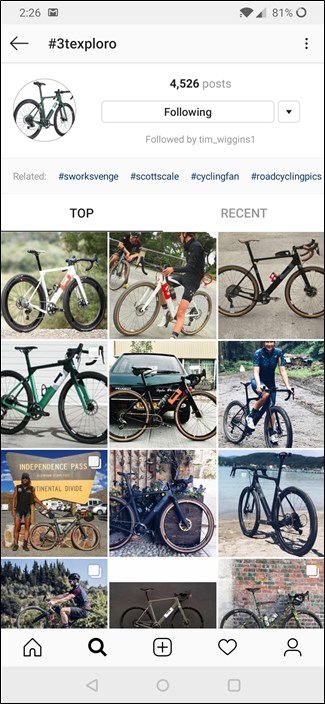 2:26 81%
#3texploro
4,526 posts
Following
Followed by tim_wiggins1
Related: #sworksvenge #scottscale #cyclingfan #roadcyclingpics
TOP RECENT
INDEPENDENCE PASS
CONTINENTAL DIVIDE